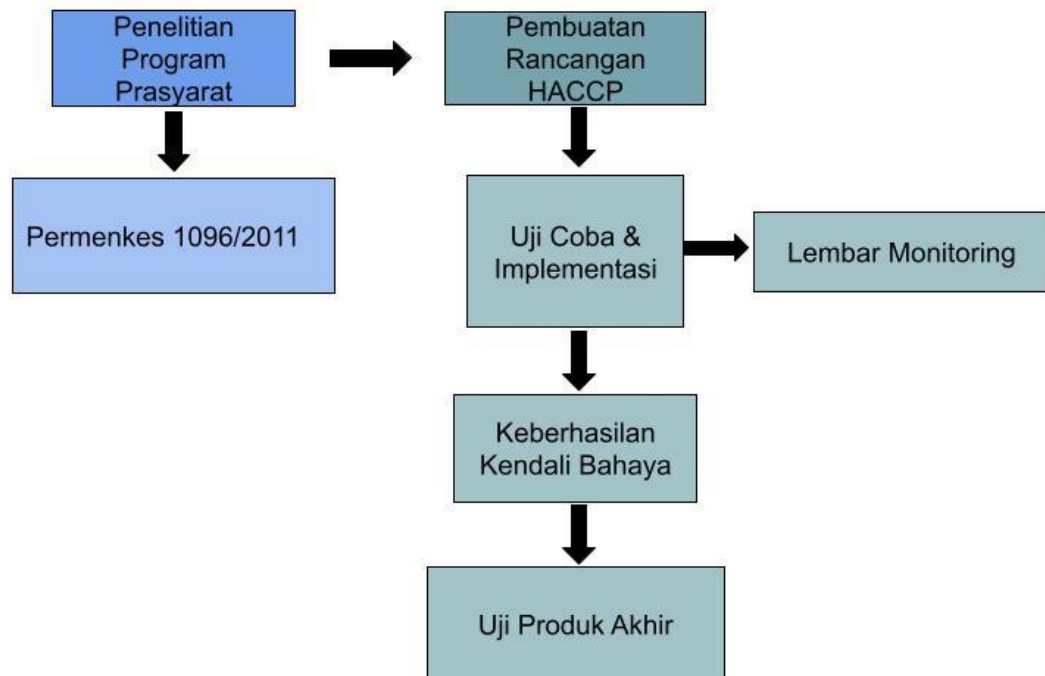 Penelitian
Program
Prasyarat
Pembuatan
Rancangan
HACCP
Permenkes 1096/2011
Uji Coba &
Implementasi
Lembar Monitoring
Keberhasilan
Kendali Bahaya
Uji Produk Akhir